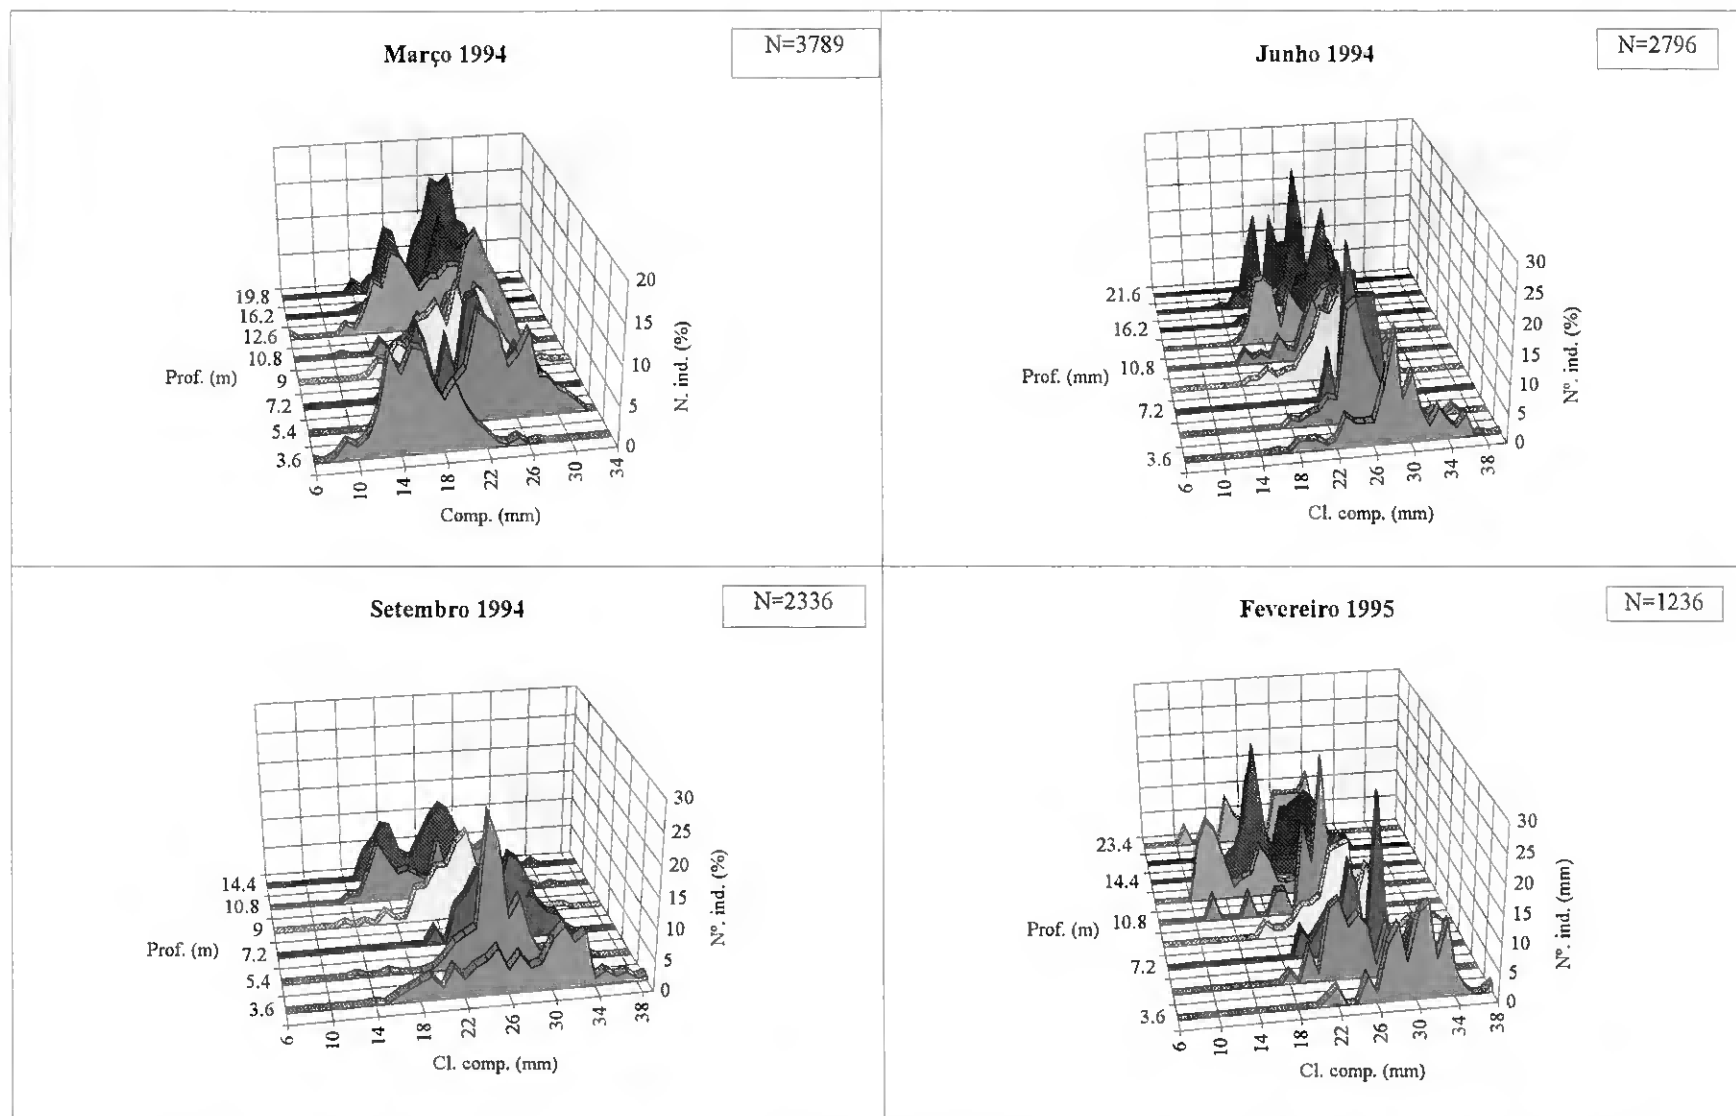 Março 1994
N=3789
20
15
10
5
0
N. ind. (%)
19.8
16.2
12.6
10.8
9
7.2
5.4
3.6
Prof. (m)
6 10 14 18 22 26 30 34
Comp. (mm)
Junho 1994
N=2796
30
25
20
15
10
5
0
Nº. ind. (%)
21.6
16.2
10.8
7.2
3.6
Prof. (mm)
6 10 14 18 22 26 30 34 38
Cl. comp. (mm)
Setembro 1994
N=2336
30
25
20
15
10
5
0
Nº. ind. (%)
14.4
10.8
9
7.2
5.4
3.6
Prof. (m)
6 10 14 18 22 26 30 34 38
Cl. comp. (mm)
Fevereiro 1995
N=1236
30
25
20
15
10
5
0
Nº. ind. (mm)
23.4
14.4
10.8
7.2
3.6
Prof. (m)
6 10 14 18 22 26 30 34 38
Cl. comp. (mm)